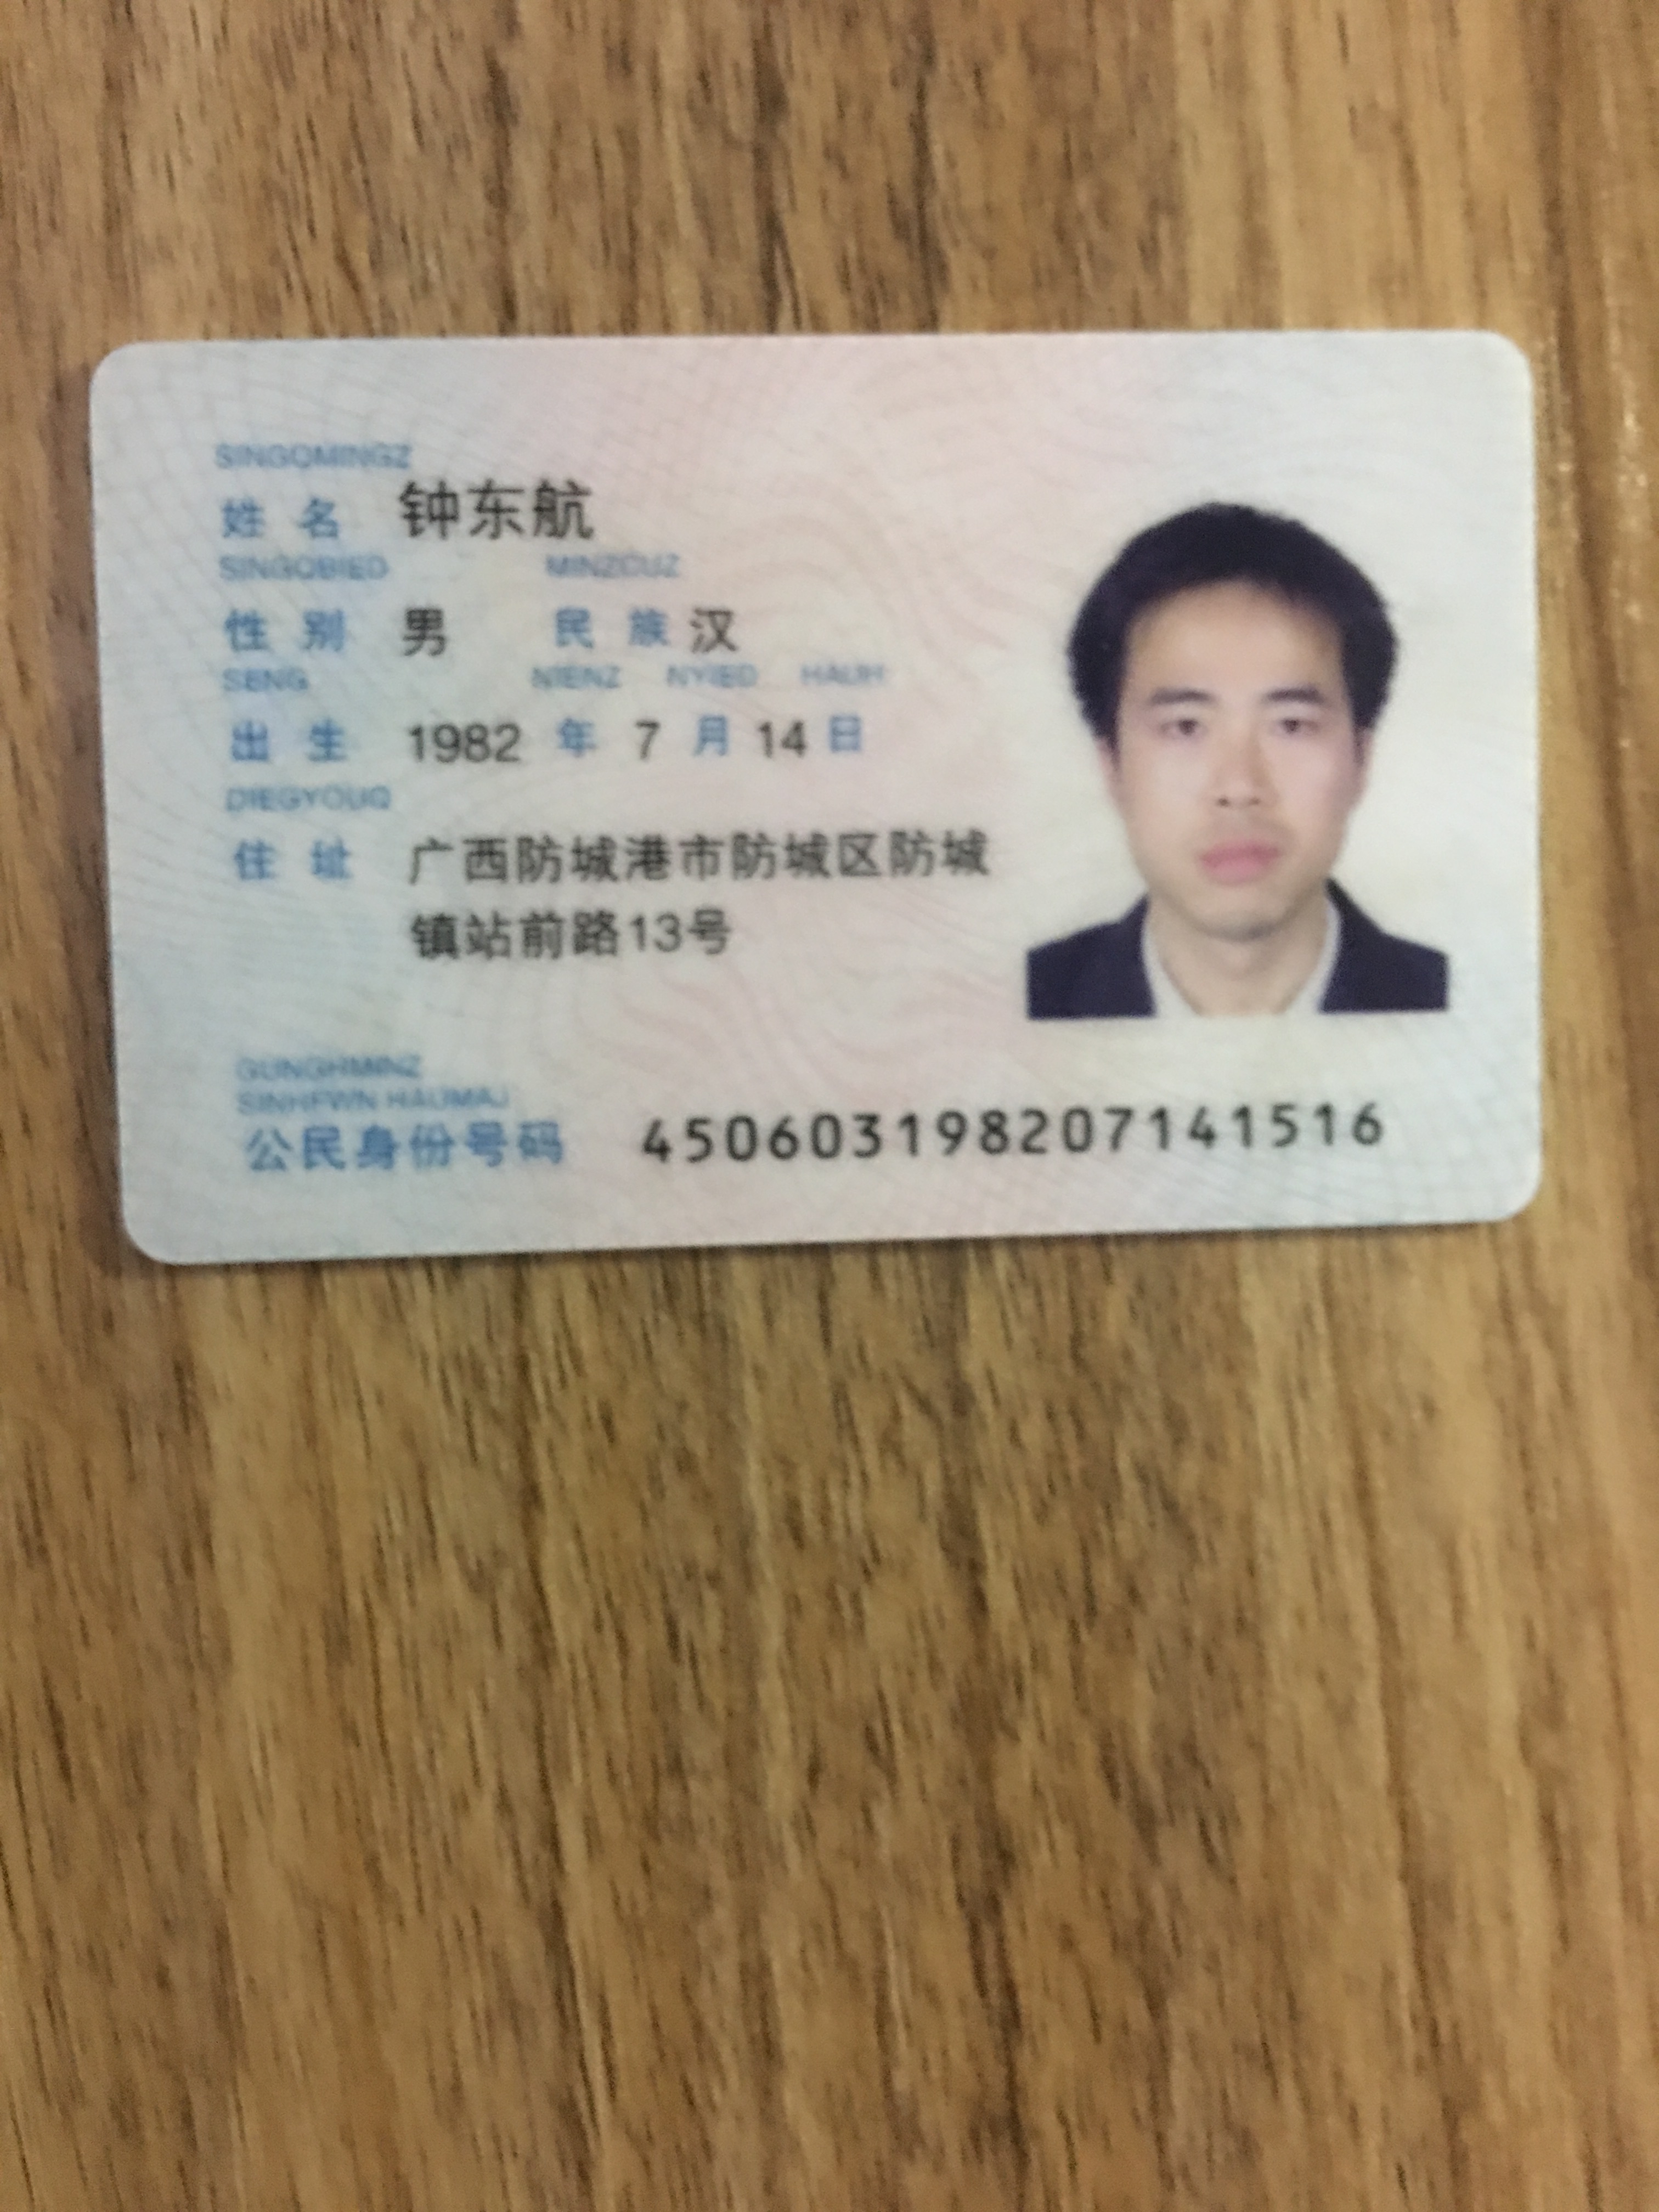 SINGQMINGZ
姓 名 钟东航
SINGQBIED MINZCUZ
性 别 男 民 族 汉
SENG NIENZ NYIED HAUH
出 生 1982 年 7 月 14 日
DIEGYOUQ
住 址 广西防城港市防城区防城
镇站前路13号
GUNGHMINZ
SINHFWN HAUMAJ
公民身份号码 450603198207141516